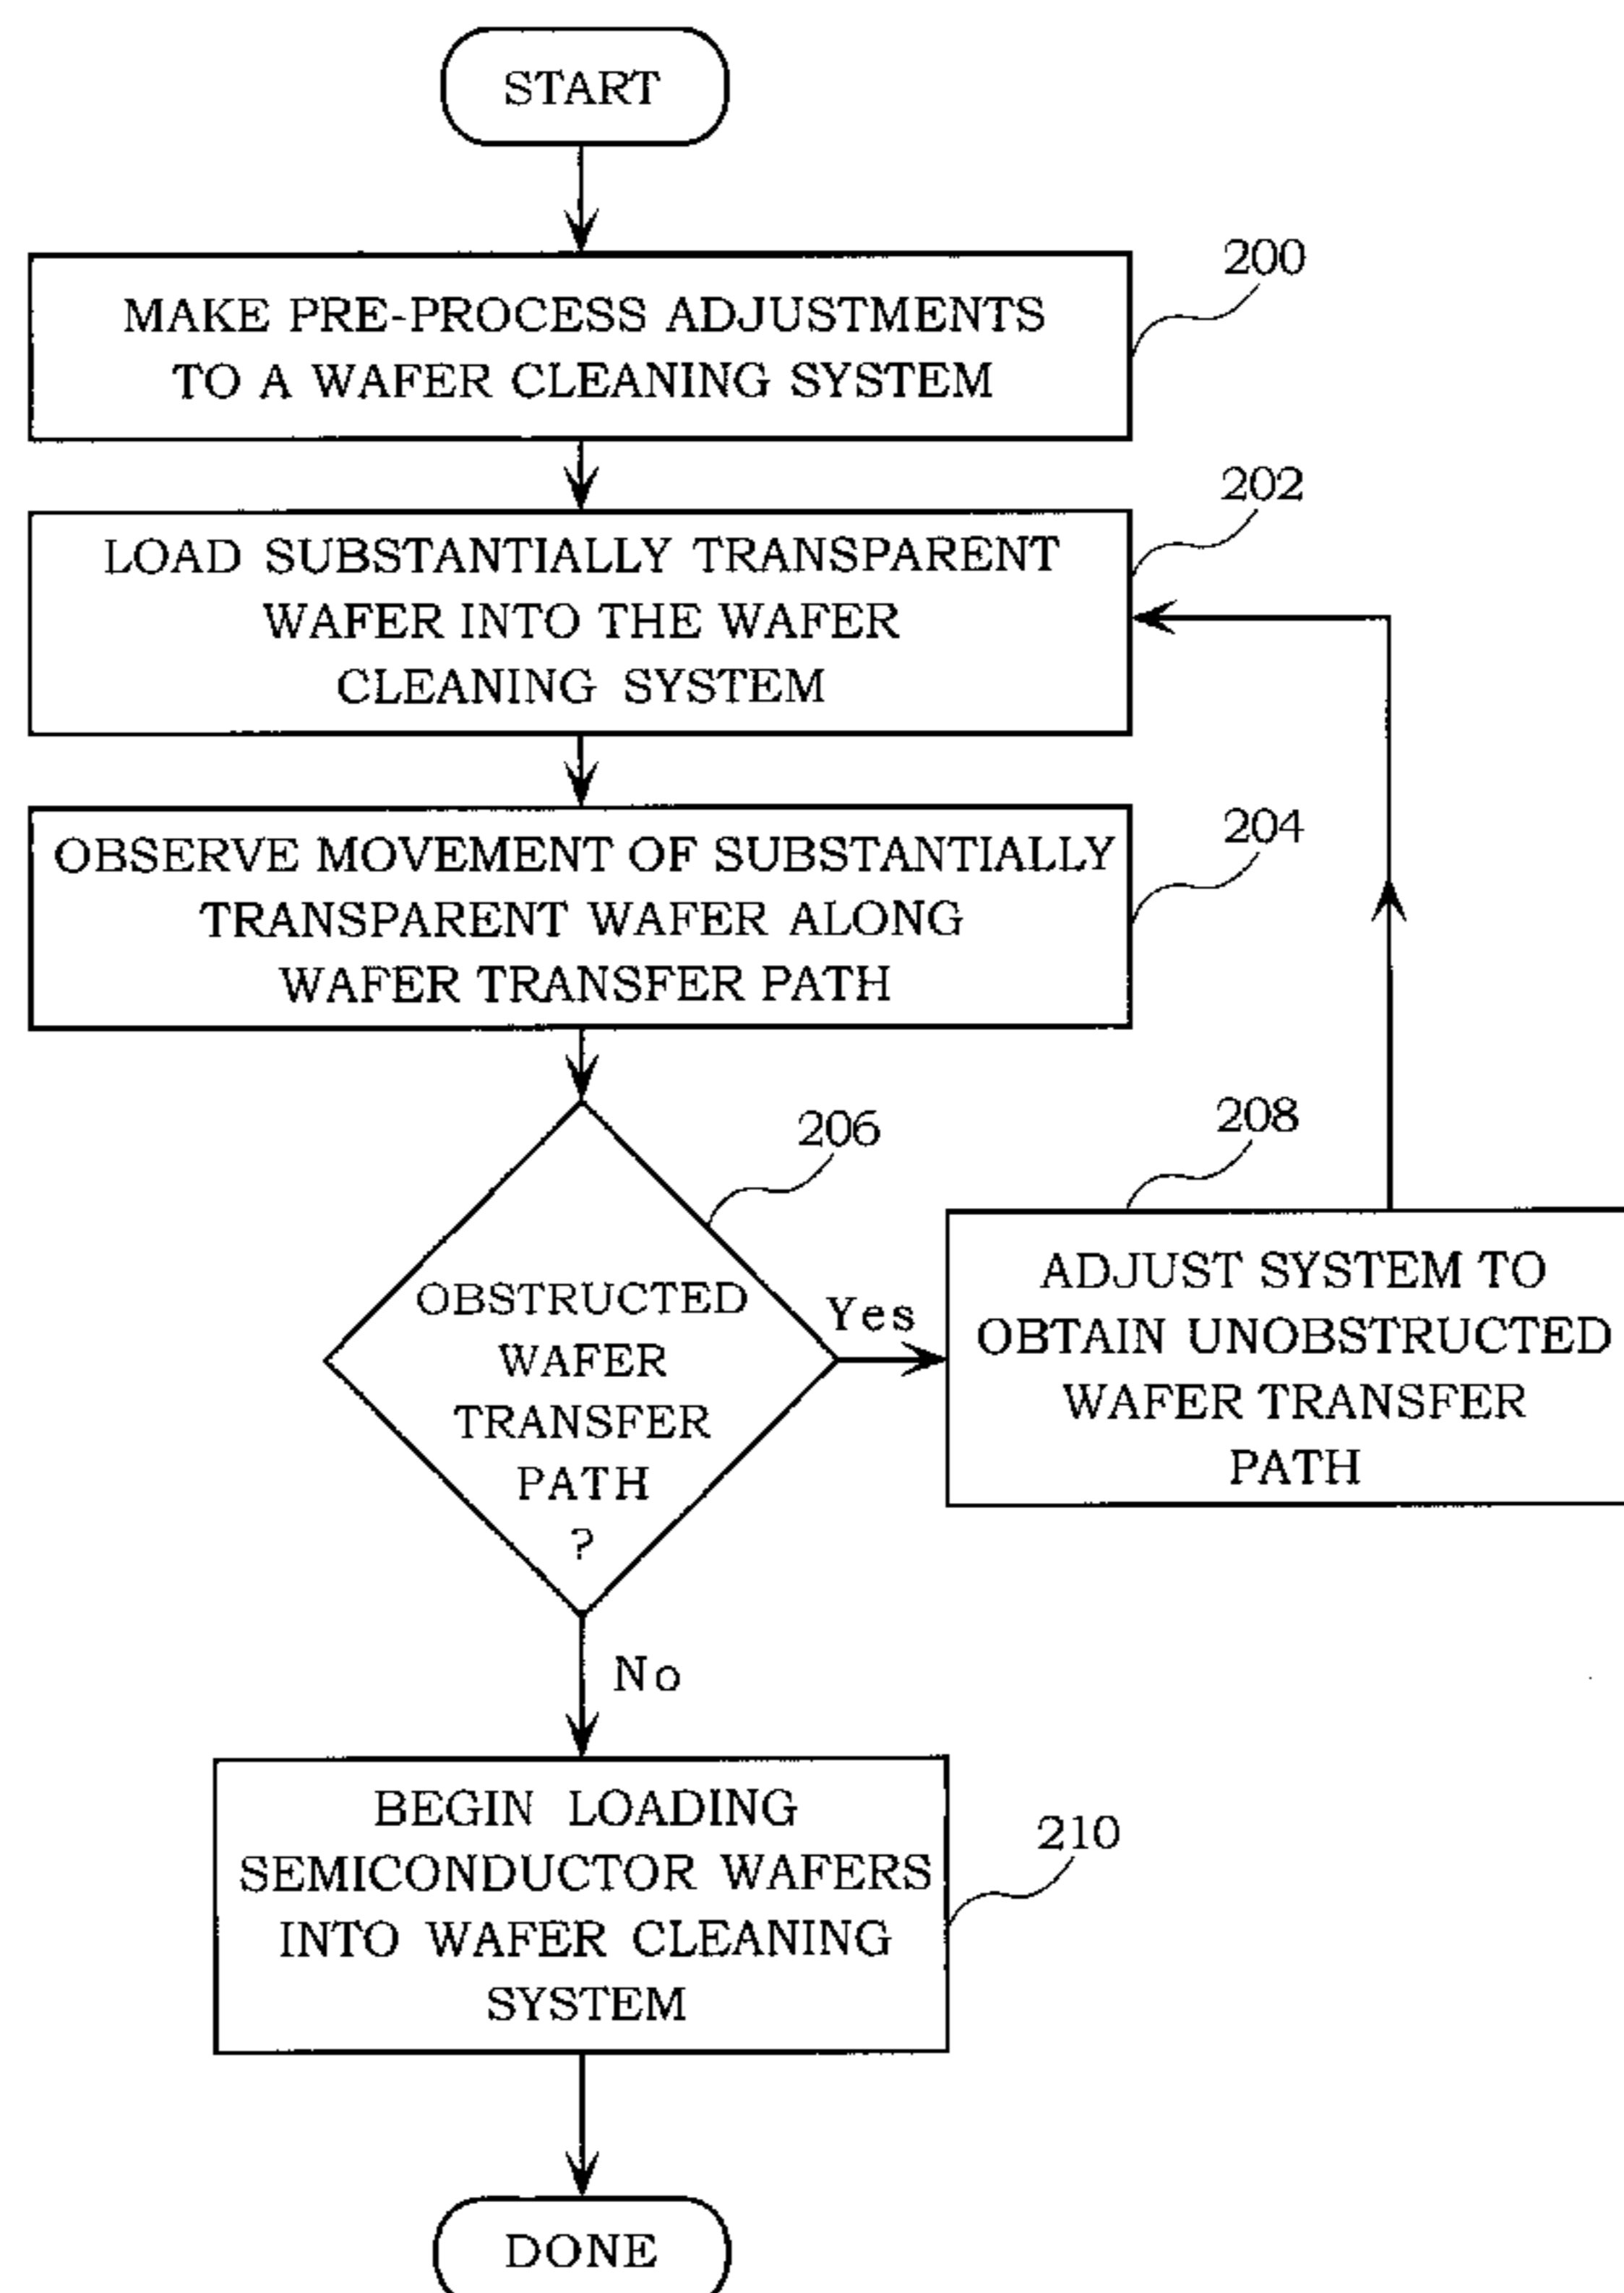 START
200
MAKE PRE-PROCESS ADJUSTMENTS
TO A WAFER CLEANING SYSTEM
202
LOAD SUBSTANTIALLY TRANSPARENT
WAFER INTO THE WAFER
CLEANING SYSTEM
204
OBSERVE MOVEMENT OF SUBSTANTIALLY
TRANSPARENT WAFER ALONG
WAFER TRANSFER PATH
206
OBSTRUCTED
WAFER
TRANSFER
PATH
?
Yes
208
ADJUST SYSTEM TO
OBTAIN UNOBSTRUCTED
WAFER TRANSFER
PATH
No
BEGIN LOADING
SEMICONDUCTOR WAFERS
INTO WAFER CLEANING
SYSTEM
210
DONE